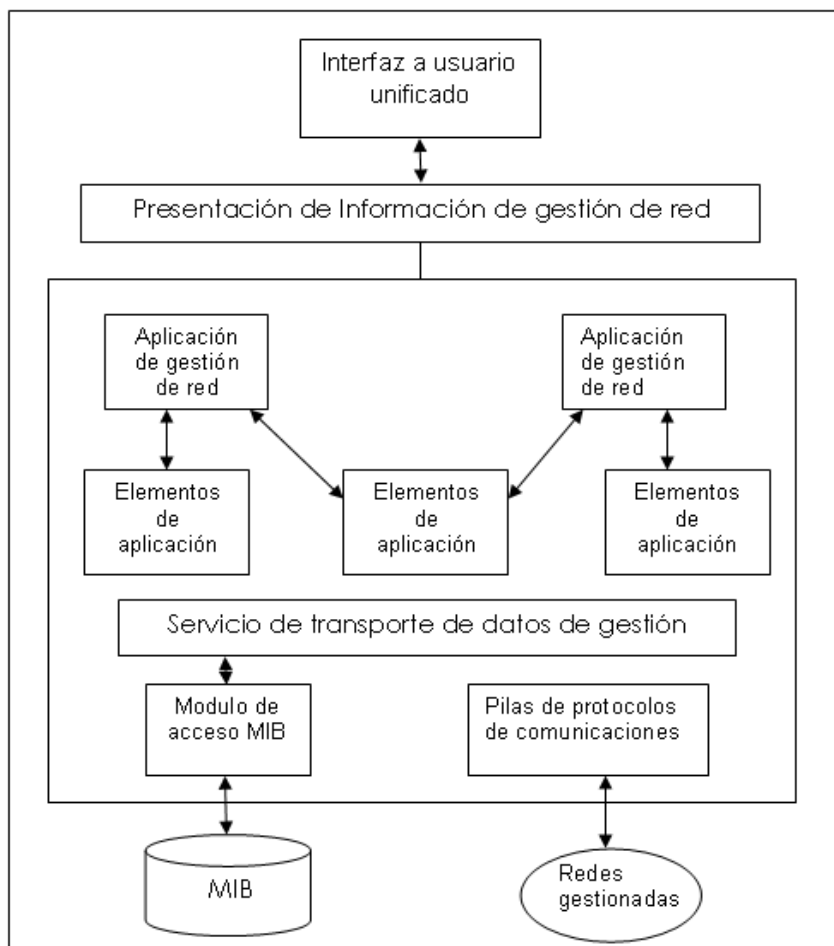 Interfaz a usuario
unificado
Presentación de Información de gestión de red
Aplicación
de gestión
de red
Aplicación
de gestión
de red
Elementos
de
aplicación
Elementos
de
aplicación
Elementos
de
aplicación
Servicio de transporte de datos de gestión
Modulo de
acceso MIB
Pilas de protocolos
de comunicaciones
MIB
Redes
gestionadas